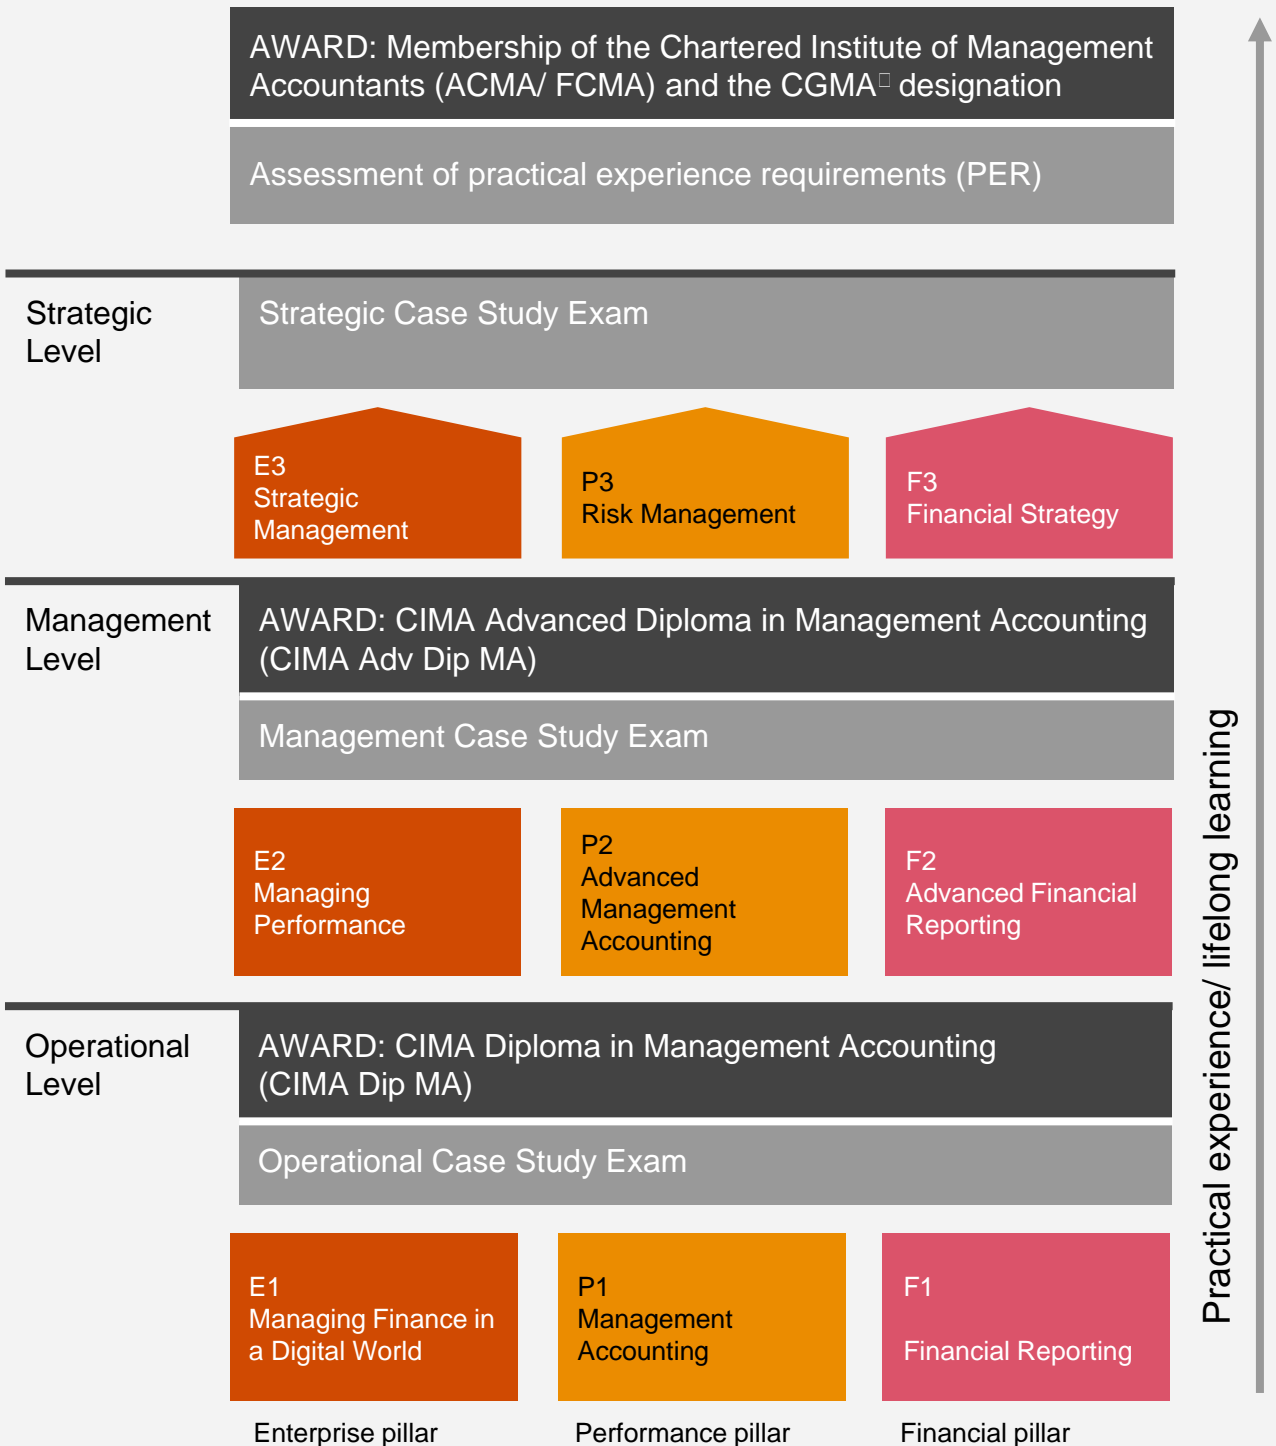 AWARD: Membership of the Chartered Institute of Management
Accountants (ACMA/ FCMA) and the CGMA designation
Assessment of practical experience requirements (PER)
Strategic
Level
Strategic Case Study Exam
E3
Strategic
Management
P3
Risk Management
F3
Financial Strategy
Management
Level
AWARD: CIMA Advanced Diploma in Management Accounting
(CIMA Adv Dip MA)
Management Case Study Exam
E2
Managing
Performance
P2
Advanced
Management
Accounting
F2
Advanced Financial
Reporting
Operational
Level
AWARD: CIMA Diploma in Management Accounting
(CIMA Dip MA)
Operational Case Study Exam
E1
Managing Finance in
a Digital World
P1
Management
Accounting
F1
Financial Reporting
Enterprise pillar
Performance pillar
Financial pillar
Practical experience/ lifelong learning